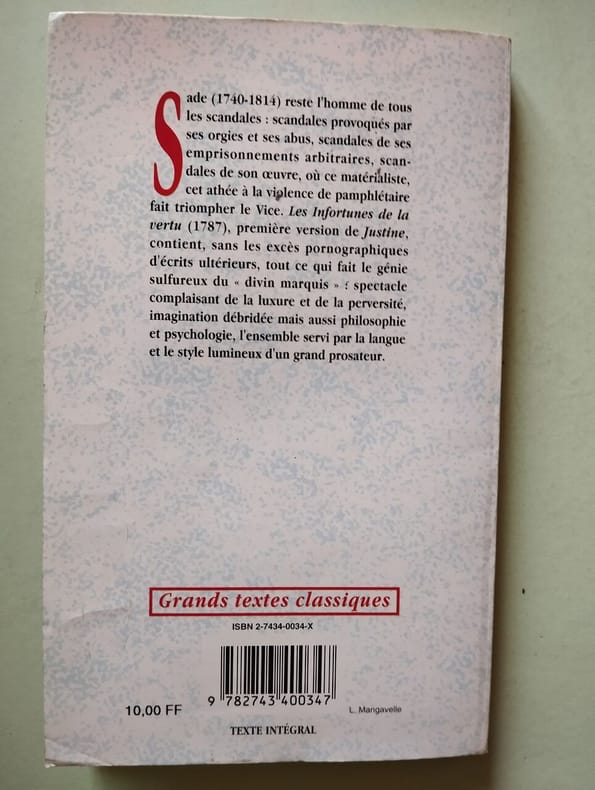 Sade (1740-1814) reste l'homme de tous
les scandales : scandales provoqués par
ses orgies et ses abus, scandales de ses
emprisonnements arbitraires, scan-
dales de son œuvre, où ce matérialiste,
cet athée à la violence de pamphlétaire
fait triompher le Vice. Les Infortunes de la
vertu (1787), première version de Justine,
contient, sans les excès pornographiques
d'écrits ultérieurs, tout ce qui fait le génie
sulfureux du « divin marquis » : spectacle
complaisant de la luxure et de la perversité,
imagination débridée mais aussi philosophie
et psychologie, l'ensemble servi par la langue
et le style lumineux d'un grand prosateur.
Grands textes classiques
ISBN 2-7434-0034-X
9 782743 400347
10,00 FF
L. Mangavelle
TEXTE INTÉGRAL